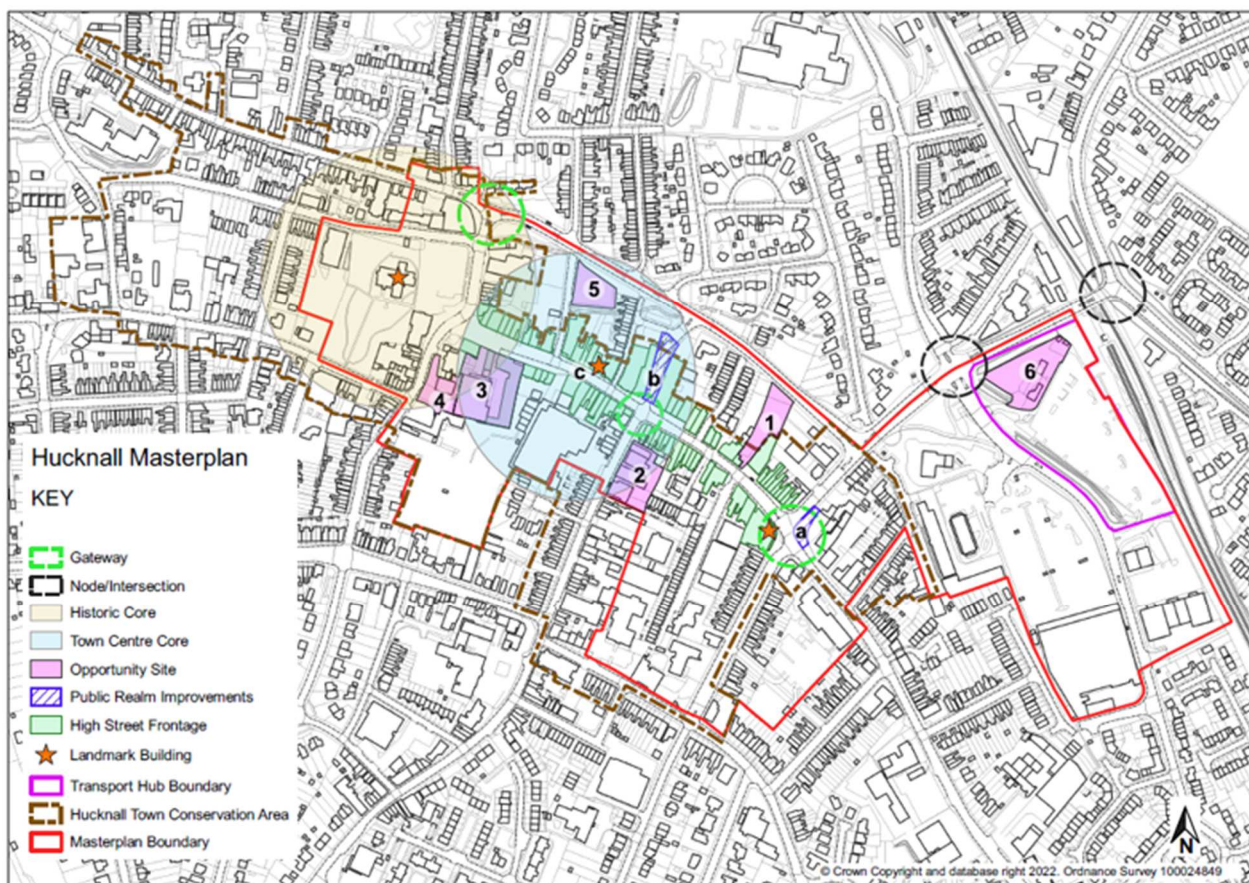 5
c
b
3
4
6
1
2
a
Hucknall Masterplan
KEY
Gateway
Node/Intersection
Historic Core
Town Centre Core
Opportunity Site
Public Realm Improvements
High Street Frontage
Landmark Building
Transport Hub Boundary
Hucknall Town Conservation Area
Masterplan Boundary
N
© Crown Copyright and database right 2022. Ordnance Survey 100024849